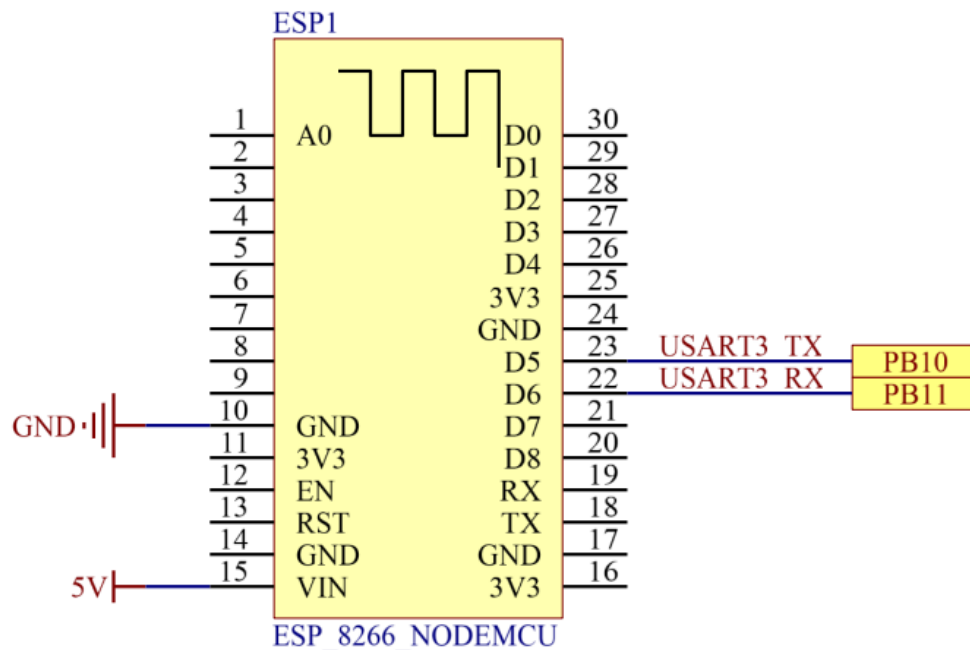 ESP1
1 A0 D0 30
2 D1 29
3 D2 28
4 D3 27
5 D4 26
6 3V3 25
7 GND 24
8 D5 23 USART3_TX PB10
9 D6 22 USART3_RX PB11
GND 10 GND D7 21
11 3V3 D8 20
12 EN RX 19
13 RST TX 18
14 GND GND 17
5V 15 VIN 3V3 16
ESP_8266_NODEMCU